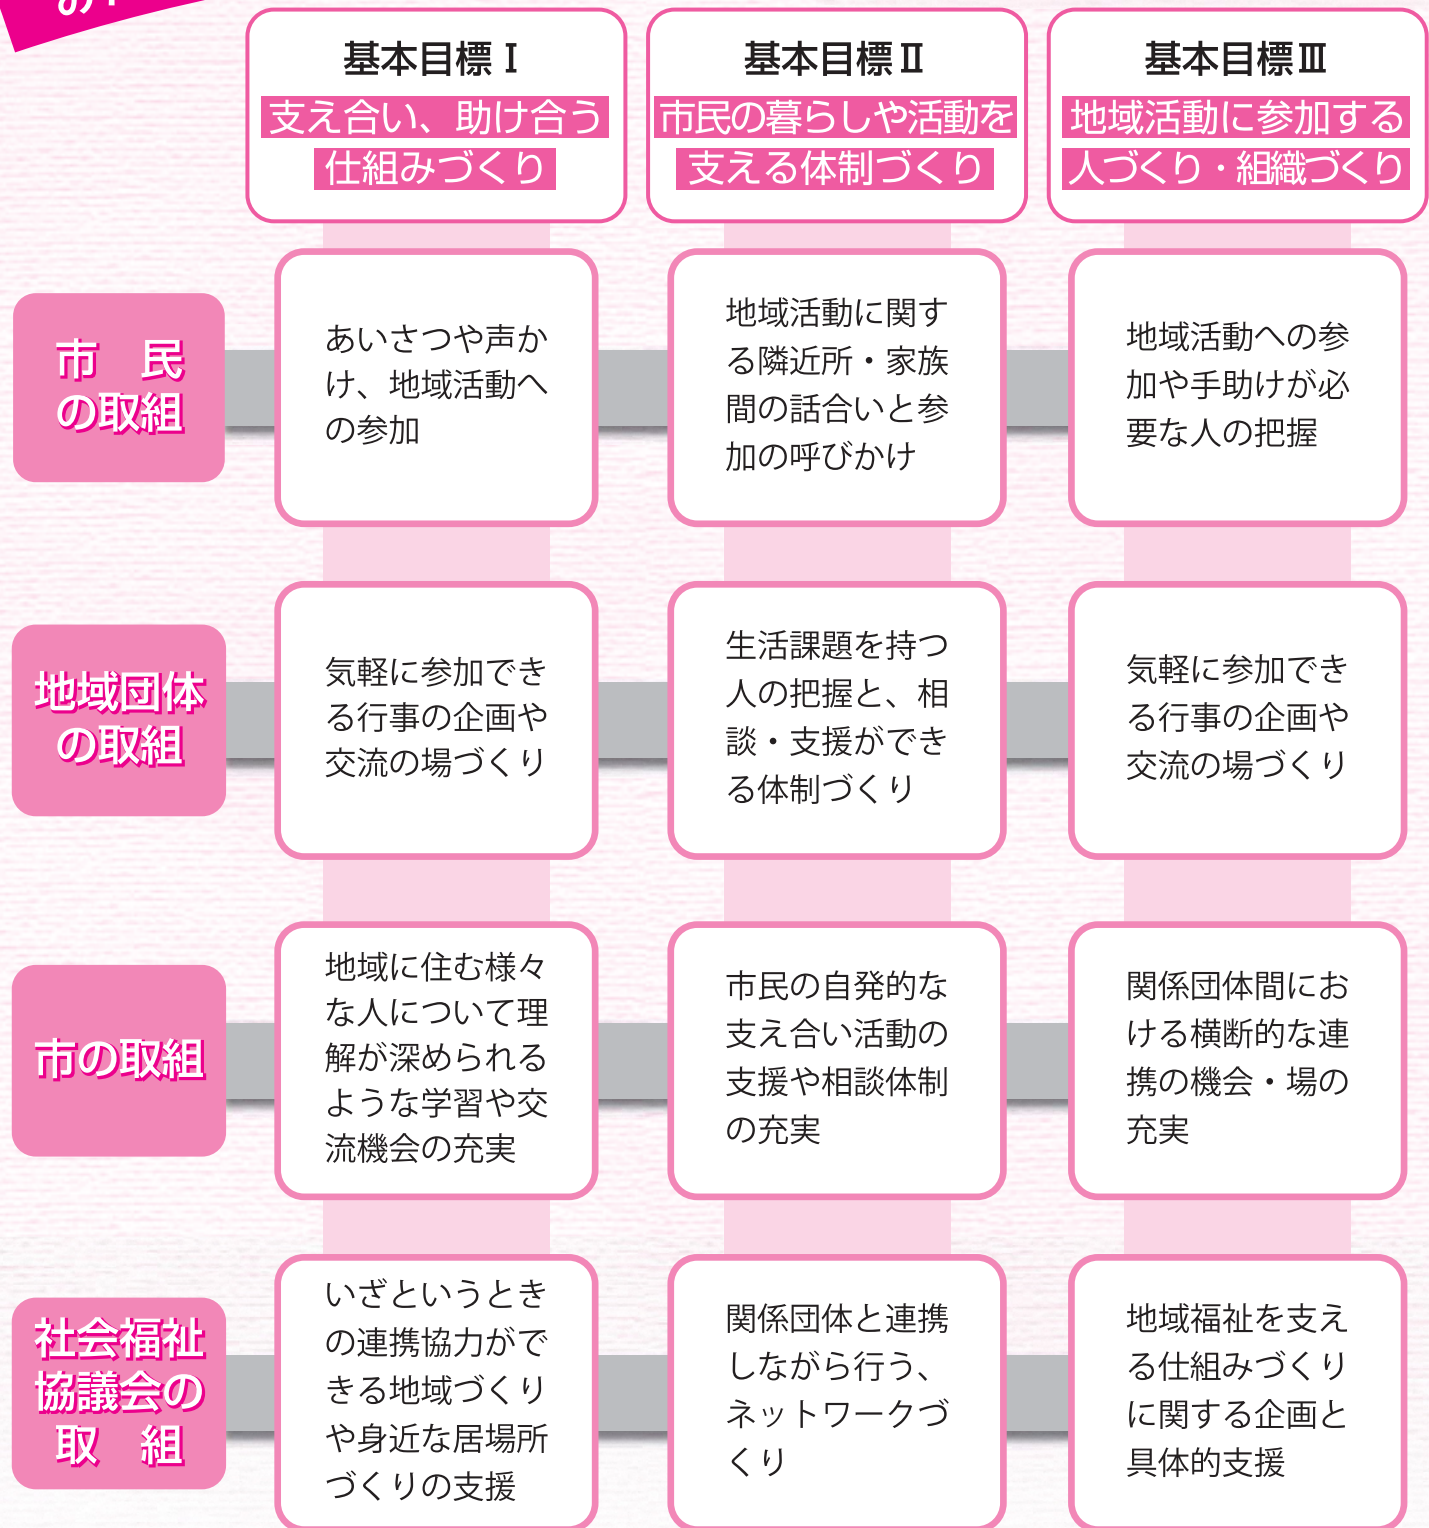 基本目標Ⅰ
支え合い、助け合う
仕組みづくり
基本目標Ⅱ
市民の暮らしや活動を
支える体制づくり
基本目標Ⅲ
地域活動に参加する
人づくり・組織づくり
市　民
の取組
あいさつや声か
け、地域活動へ
の参加
地域活動に関す
る隣近所・家族
間の話合いと参
加の呼びかけ
地域活動への参
加や手助けが必
要な人の把握
地域団体
の取組
気軽に参加でき
る行事の企画や
交流の場づくり
生活課題を持つ
人の把握と、相
談・支援ができ
る体制づくり
気軽に参加でき
る行事の企画や
交流の場づくり
市の取組
地域に住む様々
な人について理
解が深められる
ような学習や交
流機会の充実
市民の自発的な
支え合い活動の
支援や相談体制
の充実
関係団体間にお
ける横断的な連
携の機会・場の
充実
社会福祉
協議会の
取　組
いざというとき
の連携協力がで
きる地域づくり
や身近な居場所
づくりの支援
関係団体と連携
しながら行う、
ネットワークづ
くり
地域福祉を支え
る仕組みづくり
に関する企画と
具体的支援